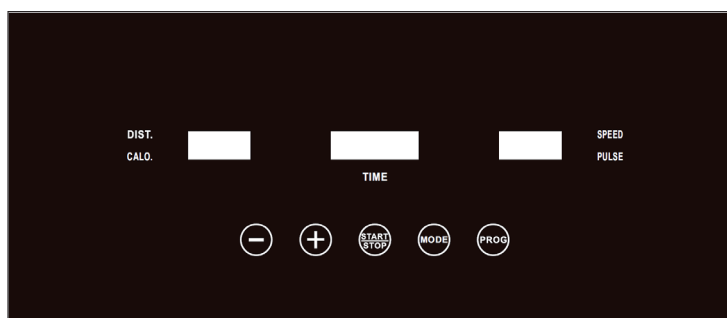 DIST.
SPEED
CALO.
PULSE
TIME
START
STOP
MODE
PROG